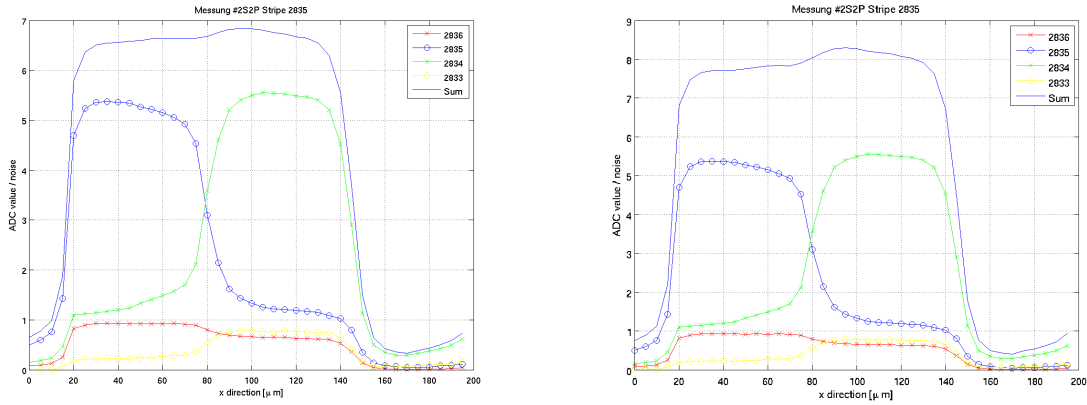 Messung #2S2P Stripe 2835
7
6
5
4
3
2
1
0
ADC value / noise
0 20 40 60 80 100 120 140 160 180 200
x direction [μ m]
2836
2835
2834
2833
Sum
Messung #2S2P Stripe 2835
9
8
7
6
5
4
3
2
1
0
ADC value / noise
0 20 40 60 80 100 120 140 160 180 200
x direction [μ m]
2836
2835
2834
2833
Sum